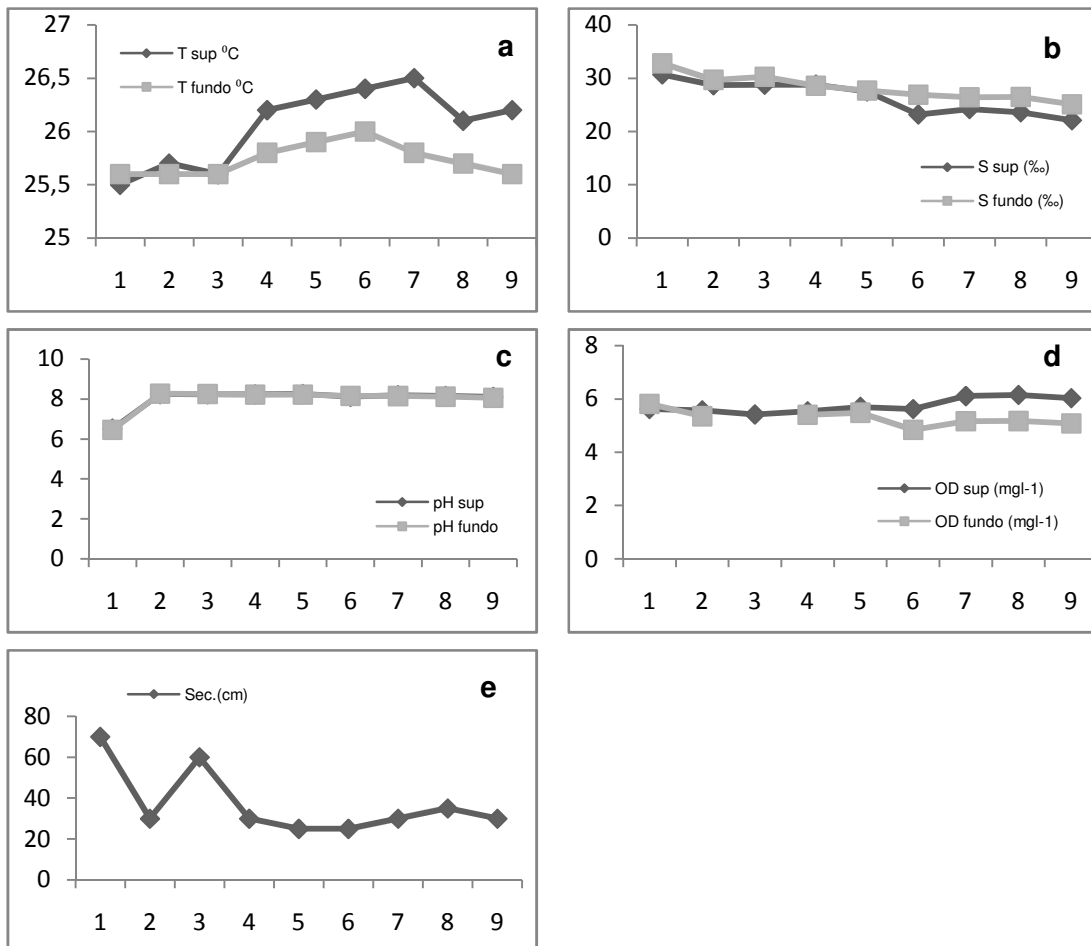 a
27
26,5
26
25,5
25
T sup ⁰C
T fundo ⁰C
1 2 3 4 5 6 7 8 9
b
40
30
20
10
0
S sup (‰)
S fundo (‰)
1 2 3 4 5 6 7 8 9
c
10
8
6
4
2
0
pH sup
pH fundo
1 2 3 4 5 6 7 8 9
d
8
6
4
2
0
OD sup (mgl-1)
OD fundo (mgl-1)
1 2 3 4 5 6 7 8 9
e
Sec.(cm)
80
60
40
20
0
1 2 3 4 5 6 7 8 9